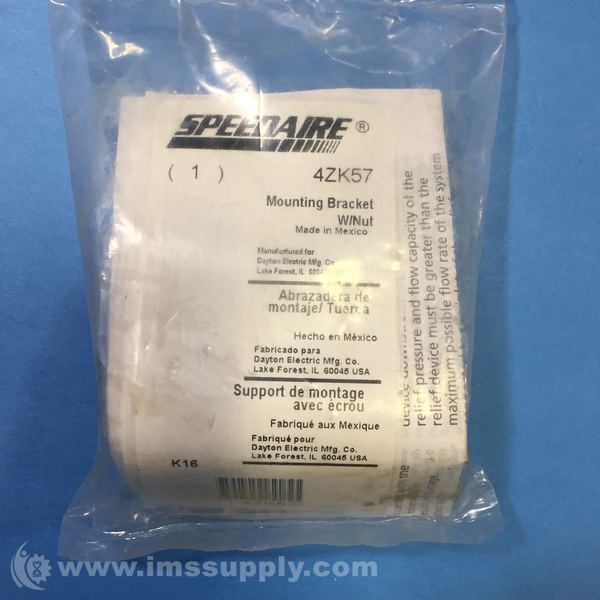 SPEEDAIRE ®
( 1 ) 4ZK57
Mounting Bracket
W/Nut
Made in Mexico
Manufactured for
Dayton Electric Mfg. Co.
Lake Forest, IL 60045 USA
Abrazadera de
montaje/ Tuerca
Hecho en México
Fabricado para
Dayton Electric Mfg. Co.
Lake Forest, IL 60045 USA
Support de montage
avec écrou
Fabriqué aux Mexique
Fabriqué pour
Dayton Electric Mfg. Co.
Lake Forest, IL 60045 USA
K16
relief pressure and flow capacity of the
relief device must be greater than the
maximum possible flow rate of the system
in the
www.imssupply.com/